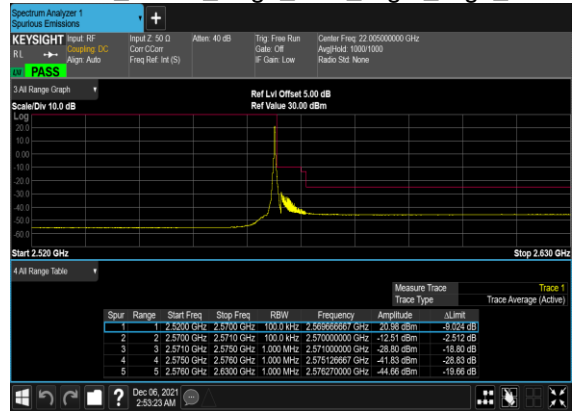 Spectrum Analyzer 1
Spurious Emissions
+
KEYSIGHT Input: RF Input Z: 50 Ω Atten: 40 dB Trig: Free Run Center Freq: 22.005000000 GHz
RL Coupling: DC Corr CCorr Gate: Off Avg|Hold: 1000/1000
Align: Auto Freq Ref: Int (S) IF Gain: Low Radio Std: None
PASS
3 All Range Graph
Ref Lvl Offset 5.00 dB
Scale/Div 10.0 dB Ref Value 30.00 dBm
Log
20.0
10.0
0.00
-10.0
-20.0
-30.0
-40.0
-50.0
-60.0
Start 2.520 GHz Stop 2.630 GHz
4 All Range Table
Measure Trace Trace 1
Trace Type Trace Average (Active)
Spur Range Start Freq Stop Freq RBW Frequency Amplitude ΔLimit
1 1 2.5200 GHz 2.5700 GHz 100.0 kHz 2.569666667 GHz 20.98 dBm -9.024 dB
2 2 2.5700 GHz 2.5710 GHz 100.0 kHz 2.570000000 GHz -12.51 dBm -2.512 dB
3 3 2.5710 GHz 2.5750 GHz 1.000 MHz 2.571000000 GHz -28.80 dBm -18.80 dB
4 4 2.5750 GHz 2.5760 GHz 1.000 MHz 2.575126667 GHz -41.83 dBm -28.83 dB
5 5 2.5760 GHz 2.6300 GHz 1.000 MHz 2.576270000 GHz -44.66 dBm -19.66 dB
? Dec 06, 2021
2:53:23 AM